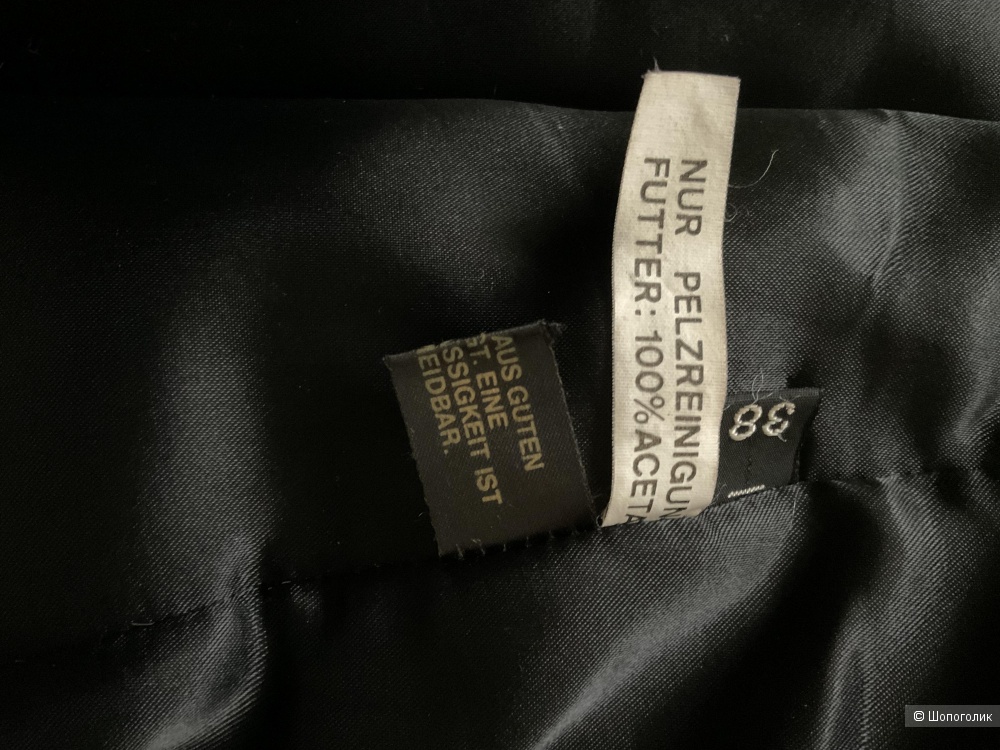 AUS GUTEN
ST. EINE
SSIGKEIT IST
EIDBAR.
NUR PELZREINIGUN
FUTTER: 100% ACETA
38
© Шопоголик